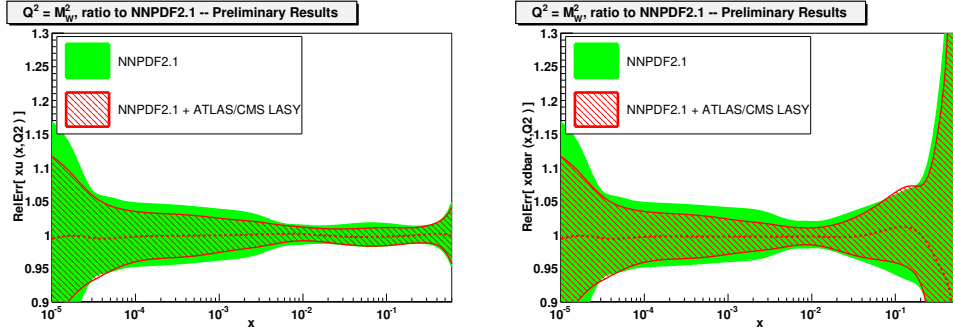 Q² = M²_W, ratio to NNPDF2.1 -- Preliminary Results
RelErr[ xu (x,Q2) ]
1.3
1.25
1.2
1.15
1.1
1.05
1
0.95
0.9
NNPDF2.1
NNPDF2.1 + ATLAS/CMS LASY
10⁻⁵ 10⁻⁴ 10⁻³ 10⁻² 10⁻¹
x
Q² = M²_W, ratio to NNPDF2.1 -- Preliminary Results
RelErr[ xdbar (x,Q2) ]
1.3
1.25
1.2
1.15
1.1
1.05
1
0.95
0.9
NNPDF2.1
NNPDF2.1 + ATLAS/CMS LASY
10⁻⁵ 10⁻⁴ 10⁻³ 10⁻² 10⁻¹
x